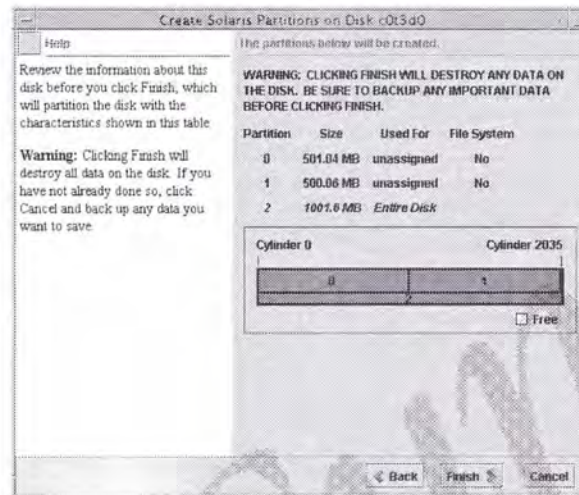 Create Solaris Partitions on Disk c0t3d0
Help
Review the information about this
disk before you click Finish, which
will partition the disk with the
characteristics shown in this table
Warning: Clicking Finish will
destroy all data on the disk. If you
have not already done so, click
Cancel and back up any data you
want to save.
The partitions below will be created.
WARNING: CLICKING FINISH WILL DESTROY ANY DATA ON
THE DISK. BE SURE TO BACKUP ANY IMPORTANT DATA
BEFORE CLICKING FINISH.
Partition Size Used For File System
0 501.04 MB unassigned No
1 500.06 MB unassigned No
2 1001.6 MB Entire Disk
Cylinder 0 Cylinder 2035
0 1
2
Free
Back Finish Cancel